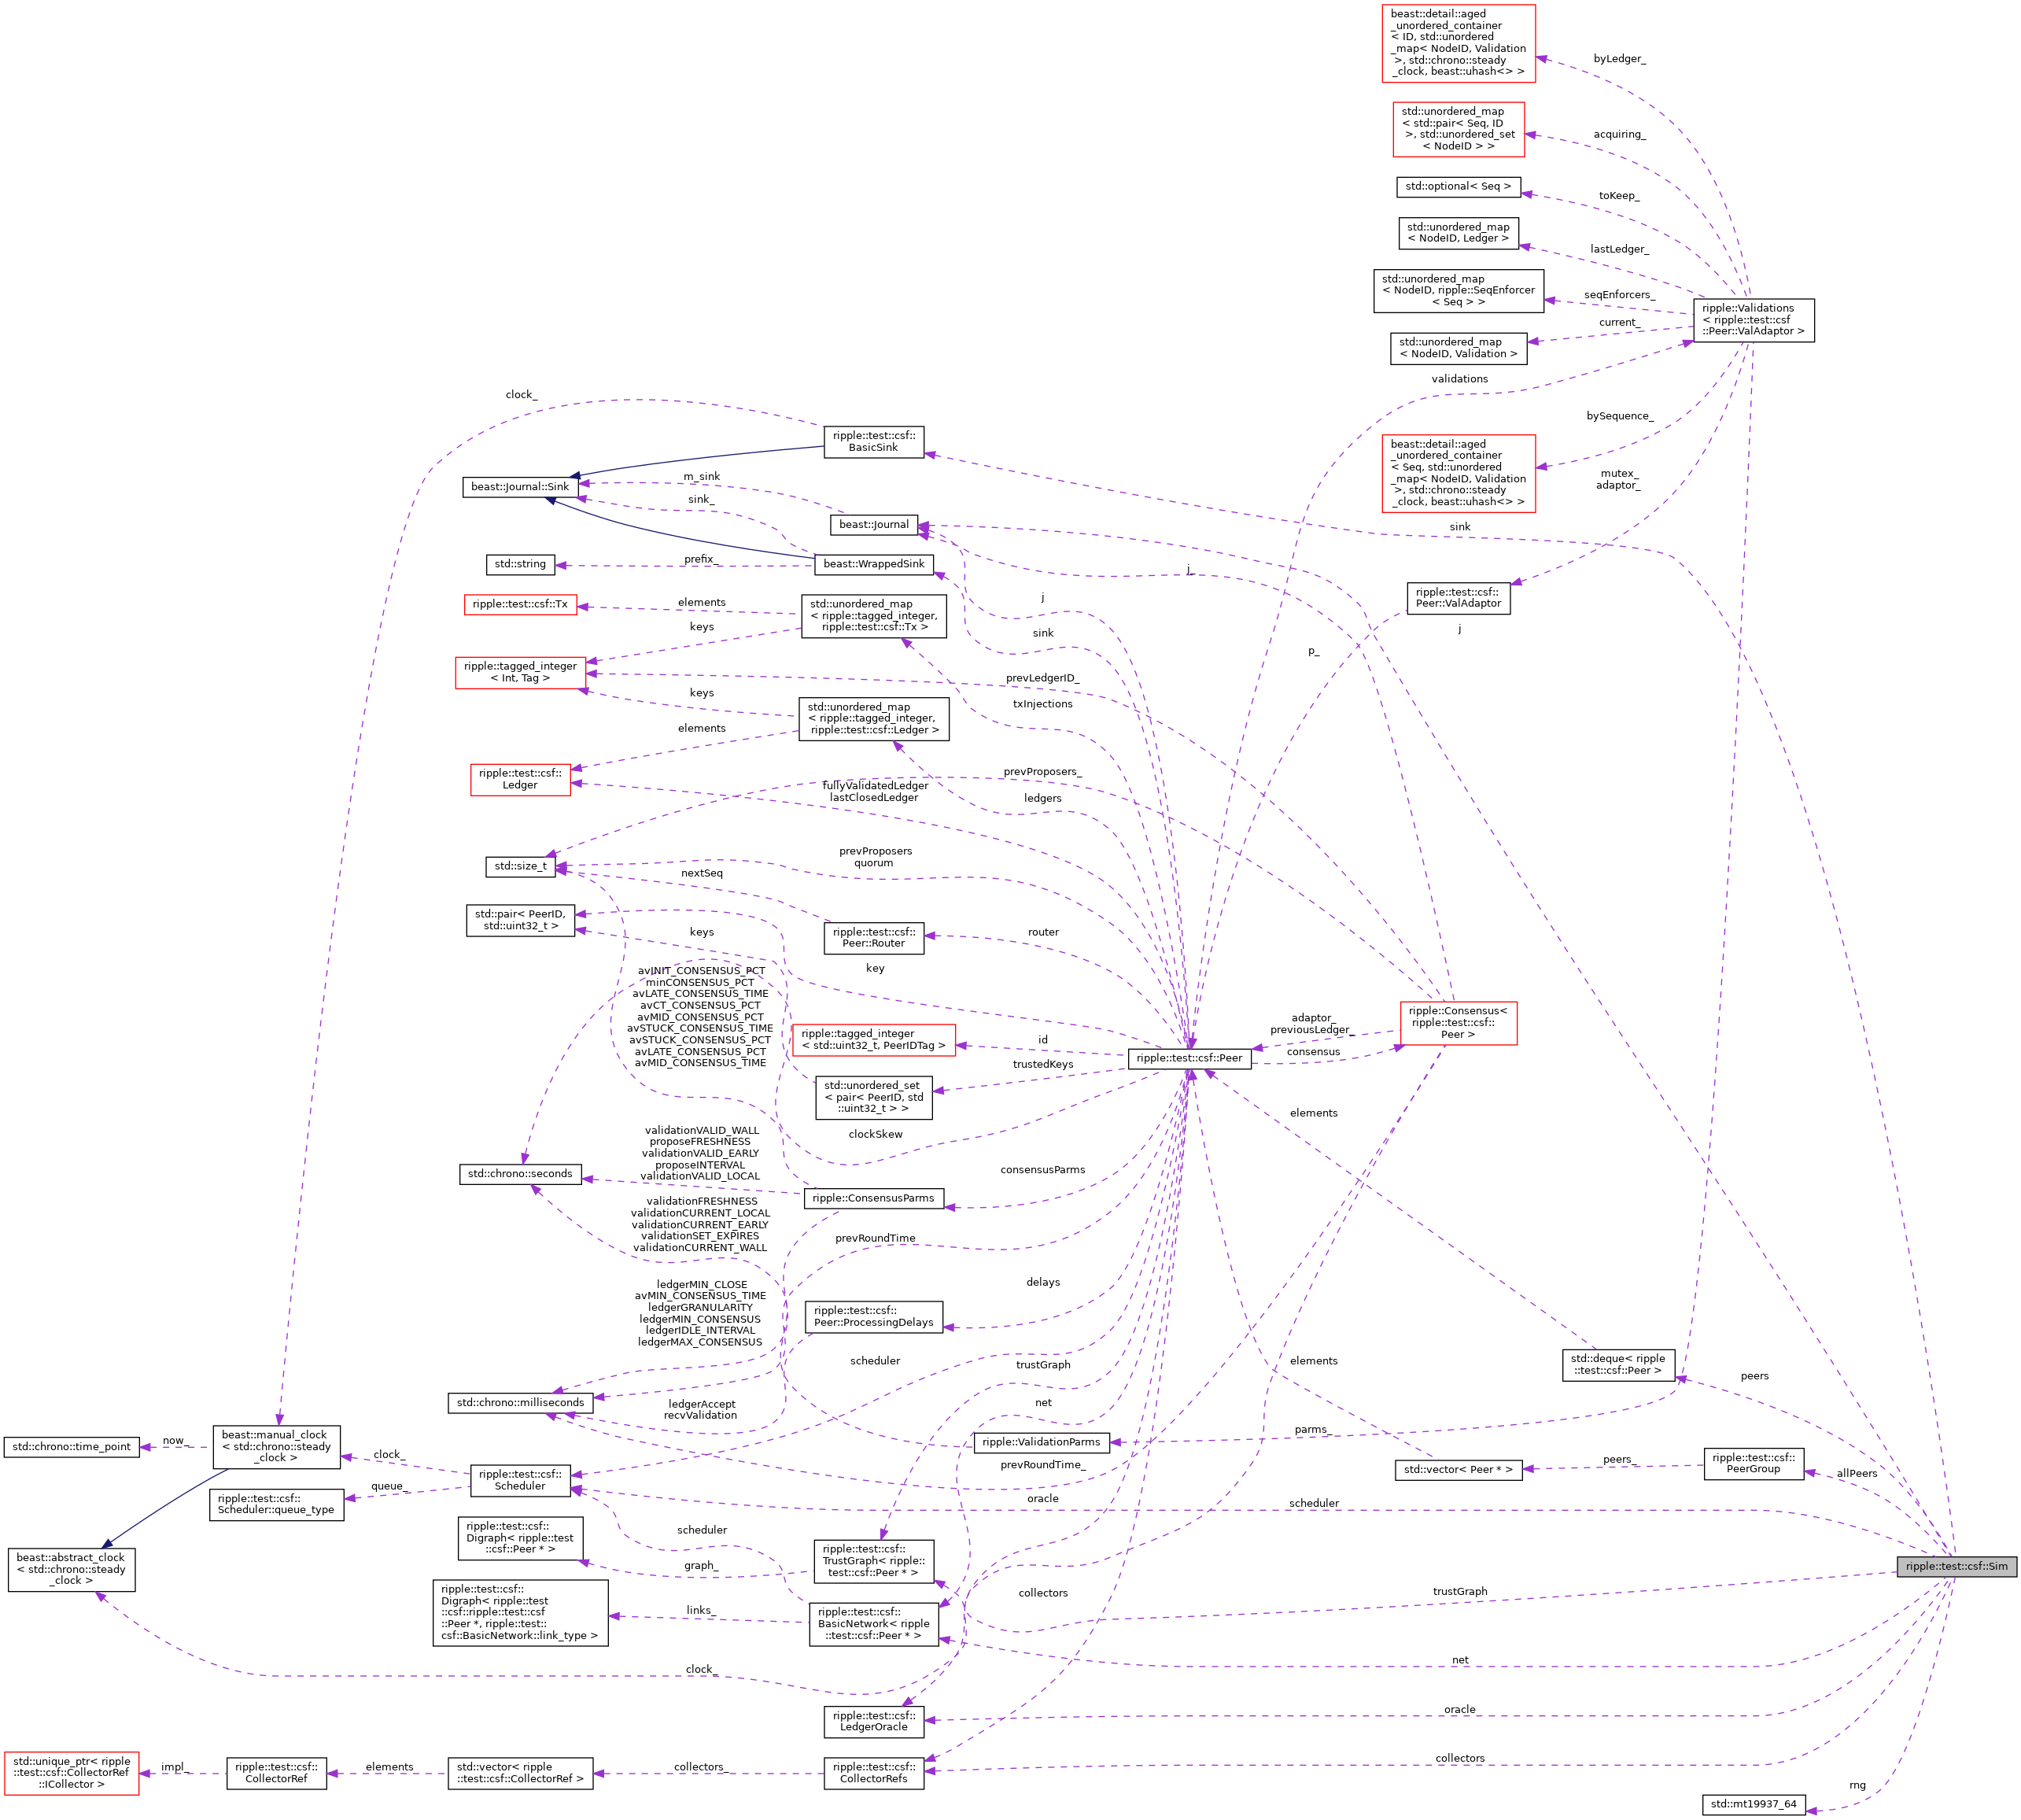 beast::detail::aged
_unordered_container
< ID, std::unordered
_map< NodeID, Validation
>, std::chrono::steady
_clock, beast::uhash<> >
byLedger_
std::unordered_map
< std::pair< Seq, ID
>, std::unordered_set
< NodeID > >
acquiring_
std::optional< Seq >
toKeep_
std::unordered_map
< NodeID, Ledger >
lastLedger_
std::unordered_map
< NodeID, ripple::SeqEnforcer
< Seq > >
seqEnforcers_
ripple::Validations
< ripple::test::csf
::Peer::ValAdaptor >
std::unordered_map
< NodeID, Validation >
current_
validations
clock_
ripple::test::csf::
BasicSink
beast::detail::aged
_unordered_container
< Seq, std::unordered
_map< NodeID, Validation
>, std::chrono::steady
_clock, beast::uhash<> >
bySequence_
mutex_
adaptor_
beast::Journal::Sink
m_sink
sink_
beast::Journal
sink
std::string
prefix_
beast::WrappedSink
j_
ripple::test::csf::
Peer::ValAdaptor
ripple::test::csf::Tx
elements
keys
std::unordered_map
< ripple::tagged_integer,
ripple::test::csf::Tx >
j
sink
j
p_
ripple::tagged_integer
< Int, Tag >
prevLedgerID_
txInjections
keys
elements
std::unordered_map
< ripple::tagged_integer,
ripple::test::csf::Ledger >
ripple::test::csf::
Ledger
fullyValidatedLedger
lastClosedLedger
prevProposers_
ledgers
std::size_t
prevProposers
quorum
nextSeq
std::pair< PeerID,
std::uint32_t >
keys
ripple::test::csf::
Peer::Router
router
key
avINIT_CONSENSUS_PCT
minCONSENSUS_PCT
avLATE_CONSENSUS_TIME
avCT_CONSENSUS_PCT
avMID_CONSENSUS_PCT
avSTUCK_CONSENSUS_TIME
avSTUCK_CONSENSUS_PCT
avLATE_CONSENSUS_PCT
avMID_CONSENSUS_TIME
ripple::tagged_integer
< std::uint32_t, PeerIDTag >
id
trustedKeys
std::unordered_set
< pair< PeerID, std
::uint32_t > >
ripple::test::csf::Peer
adaptor_
previousLedger_
consensus
ripple::Consensus<
ripple::test::csf::
Peer >
clockSkew
elements
validationVALID_WALL
proposeFRESHNESS
validationVALID_EARLY
proposeINTERVAL
validationVALID_LOCAL
std::chrono::seconds
ripple::ConsensusParms
consensusParms
validationFRESHNESS
validationCURRENT_LOCAL
validationCURRENT_EARLY
validationSET_EXPIRES
validationCURRENT_WALL
prevRoundTime
ledgerMIN_CLOSE
avMIN_CONSENSUS_TIME
ledgerGRANULARITY
ledgerMIN_CONSENSUS
ledgerIDLE_INTERVAL
ledgerMAX_CONSENSUS
ripple::test::csf::
Peer::ProcessingDelays
delays
std::chrono::milliseconds
ledgerAccept
recvValidation
scheduler
trustGraph
net
elements
std::deque< ripple
::test::csf::Peer >
peers
ripple::ValidationParms
parms_
prevRoundTime_
std::chrono::time_point
now_
beast::manual_clock
< std::chrono::steady
_clock >
clock_
ripple::test::csf::
Scheduler
queue_
ripple::test::csf::
Scheduler::queue_type
std::vector< Peer * >
peers_
ripple::test::csf::
PeerGroup
allPeers
oracle
scheduler
beast::abstract_clock
< std::chrono::steady
_clock >
ripple::test::csf::
Digraph< ripple::test
::csf::Peer * >
scheduler
graph_
ripple::test::csf::
TrustGraph< ripple::
test::csf::Peer * >
ripple::test::csf::Sim
trustGraph
collectors
ripple::test::csf::
Digraph< ripple::test
::csf::ripple::test::csf
::Peer *, ripple::test::
csf::BasicNetwork::link_type >
links_
ripple::test::csf::
BasicNetwork< ripple
::test::csf::Peer * >
net
clock_
ripple::test::csf::
LedgerOracle
oracle
std::unique_ptr< ripple
::test::csf::CollectorRef
::ICollector >
impl_
ripple::test::csf::
CollectorRef
elements
std::vector< ripple
::test::csf::CollectorRef >
collectors_
ripple::test::csf::
CollectorRefs
collectors
std::mt19937_64
rng